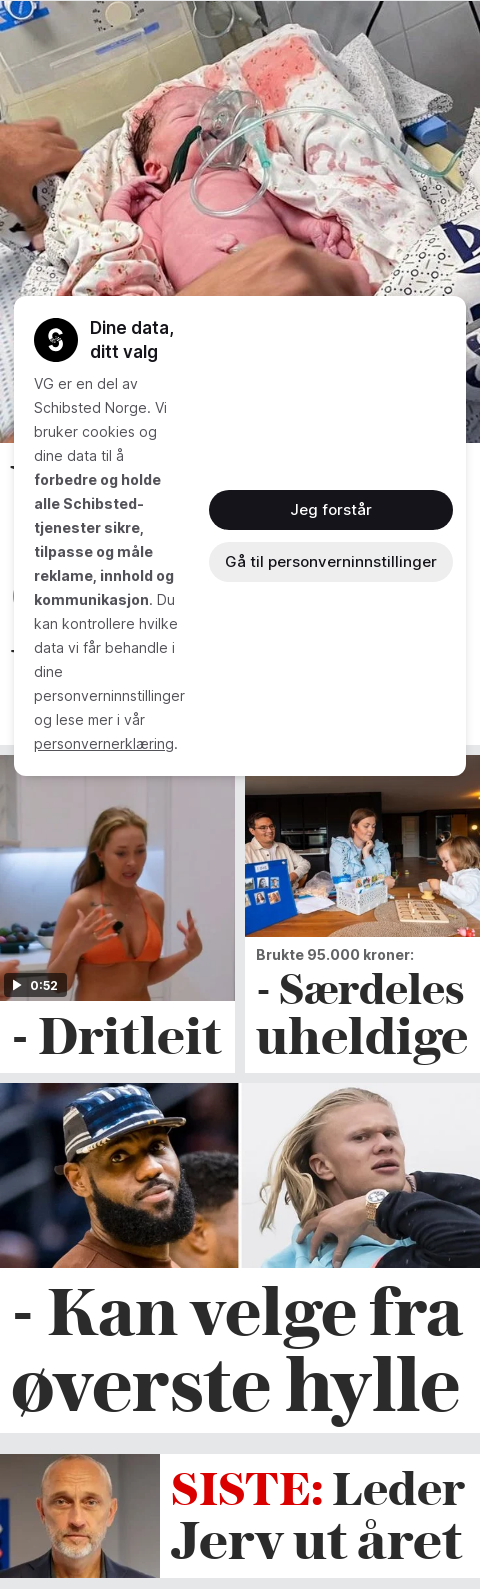 Dine data,
ditt valg
VG er en del av
Schibsted Norge. Vi
bruker cookies og
dine data til å
forbedre og holde
alle Schibsted-
tjenester sikre,
tilpasse og måle
reklame, innhold og
kommunikasjon. Du
kan kontrollere hvilke
data vi får behandle i
dine
personverninnstillinger
og lese mer i vår
personvernerklæring.
Jeg forstår
Gå til personverninnstillinger
0:52
- Dritleit
Brukte 95.000 kroner:
- Særdeles
uheldige
- Kan velge fra
øverste hylle
SISTE: Leder
Jerv ut året